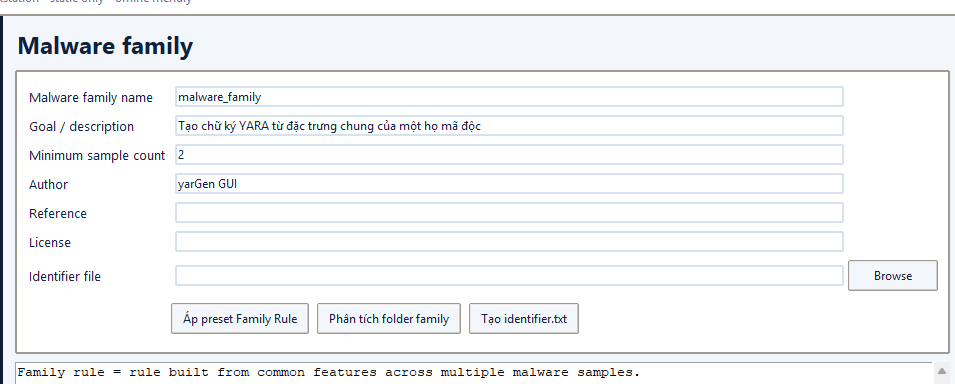 Malware family
Malware family name malware_family
Goal / description Tạo chữ ký YARA từ đặc trưng chung của một họ mã độc
Minimum sample count 2
Author yarGen GUI
Reference
License
Identifier file Browse
Áp preset Family Rule Phân tích folder family Tạo identifier.txt
Family rule = rule built from common features across multiple malware samples.